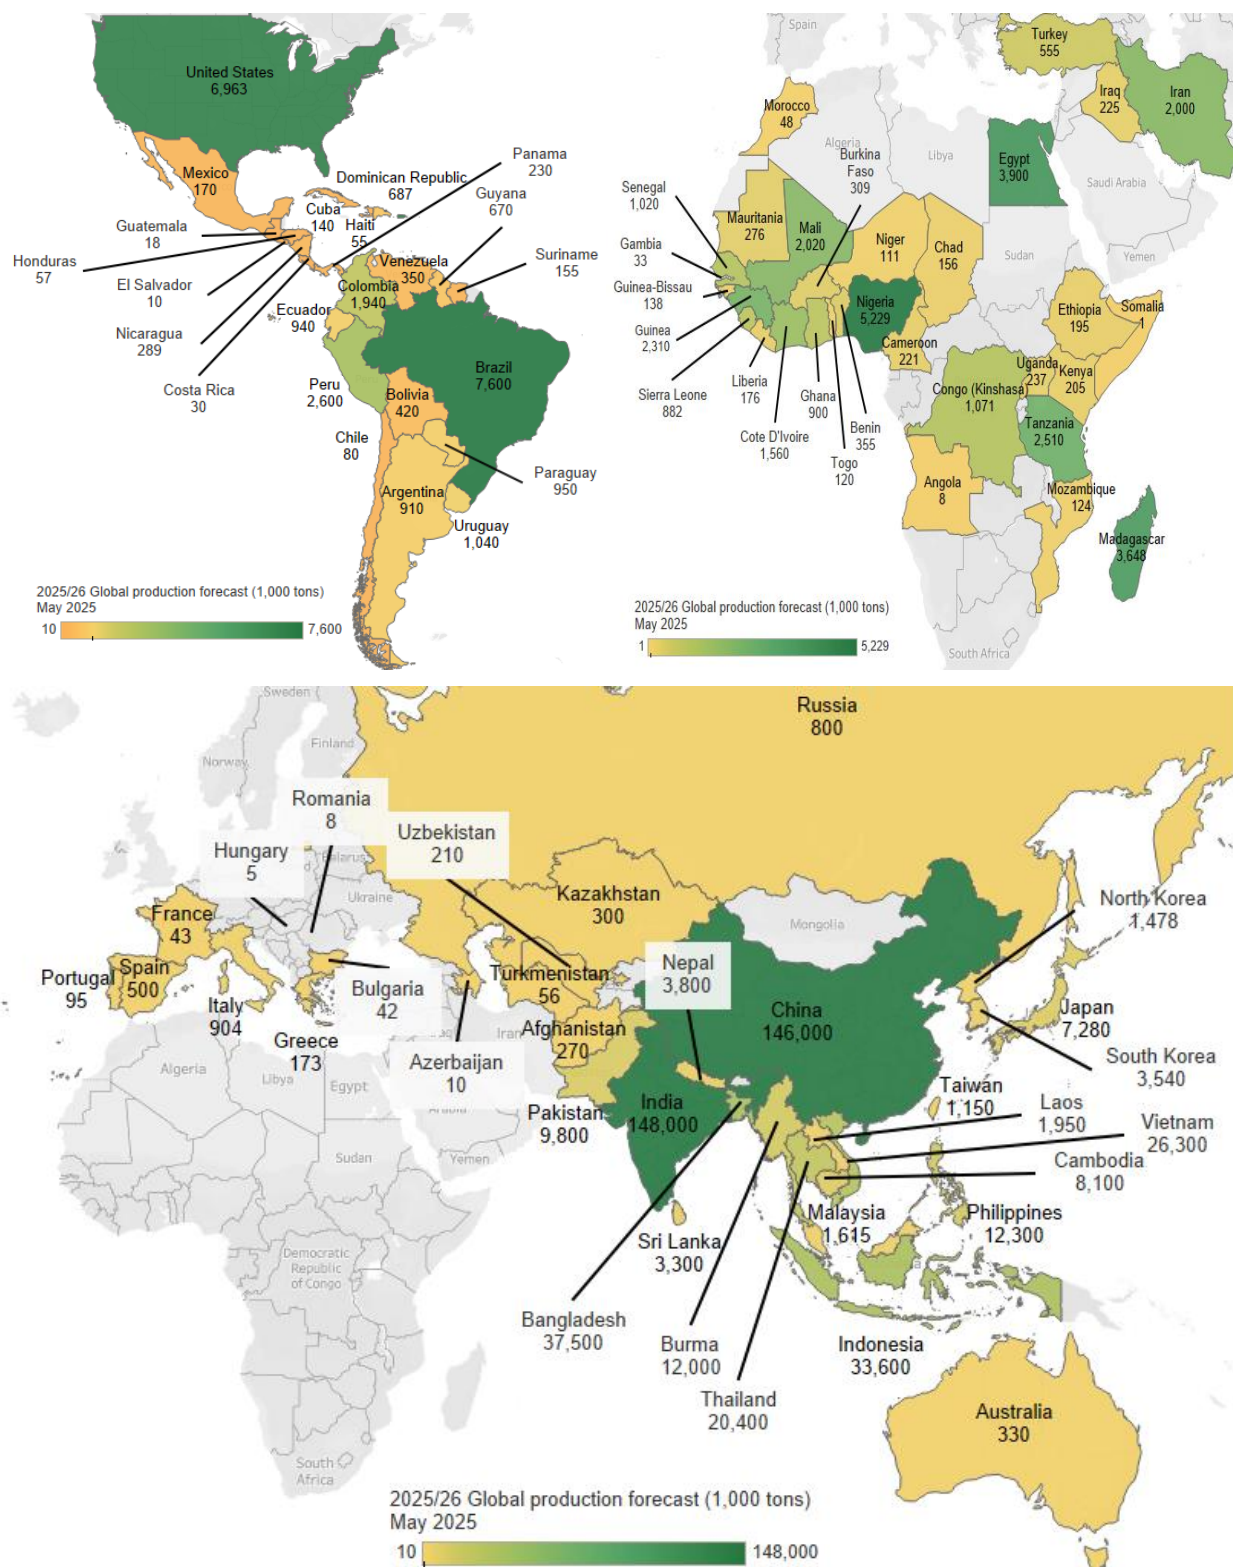 United States
6,963
Mexico
170
Panama
230
Dominican Republic
687
Guyana
670
Cuba
140
Haiti
55
Guatemala
18
Honduras
57
El Salvador
10
Nicaragua
289
Costa Rica
30
Venezuela
350
Suriname
155
Colombia
1,940
Ecuador
940
Brazil
7,600
Peru
2,600
Bolivia
420
Chile
80
Paraguay
950
Argentina
910
Uruguay
1,040
2025/26 Global production forecast (1,000 tons)
May 2025
10
7,600
Spain
Turkey
555
Iraq
225
Iran
2,000
Morocco
48
Algeria
Libya
Egypt
3,900
Saudi Arabia
Burkina
Faso
309
Senegal
1,020
Mauritania
276
Mali
2,020
Niger
111
Chad
156
Sudan
Yemen
Gambia
33
Guinea-Bissau
138
Guinea
2,310
Sierra Leone
882
Liberia
176
Cote D'Ivoire
1,560
Ghana
900
Togo
120
Benin
355
Nigeria
5,229
Cameroon
221
Ethiopia
195
Somalia
1
Uganda
237
Kenya
205
Congo (Kinshasa)
1,071
Tanzania
2,510
Angola
8
Mozambique
124
Madagascar
3,648
South Africa
2025/26 Global production forecast (1,000 tons)
May 2025
1
5,229
Sweden
Finland
Norway
Russia
800
Romania
8
Hungary
5
Belarus
Ukraine
Uzbekistan
210
Kazakhstan
300
Mongolia
North Korea
1,478
France
43
Portugal
95
Spain
500
Italy
904
Greece
173
Bulgaria
42
Azerbaijan
10
Turkmenistan
56
Afghanistan
270
Iran
Nepal
3,800
China
146,000
Japan
7,280
South Korea
3,540
Taiwan
1,150
Laos
1,950
Vietnam
26,300
Cambodia
8,100
Algeria
Libya
Egypt
Arabia
Pakistan
9,800
India
148,000
Sudan
Yemen
Sri Lanka
3,300
Malaysia
1,615
Philippines
12,300
Democratic
Republic
of Congo
Bangladesh
37,500
Burma
12,000
Thailand
20,400
Indonesia
33,600
Australia
330
South
Africa
2025/26 Global production forecast (1,000 tons)
May 2025
10
148,000